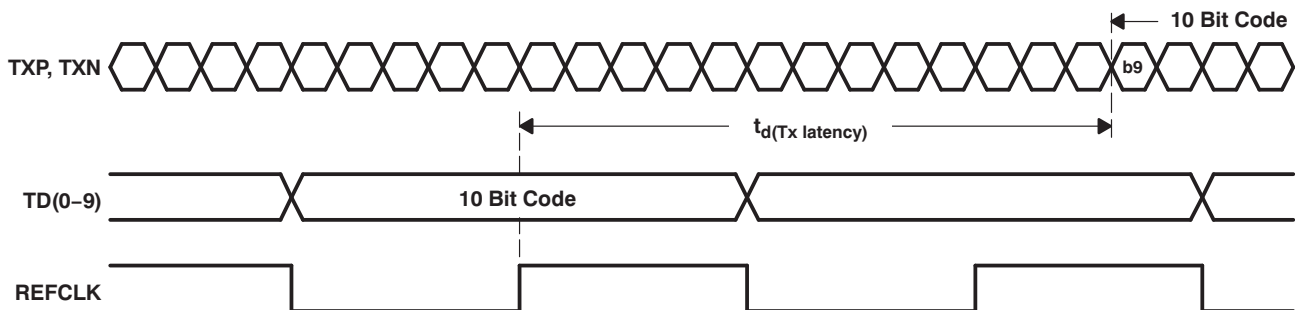 10 Bit Code
TXP, TXN
b9
td(Tx latency)
TD(0−9)
10 Bit Code
REFCLK